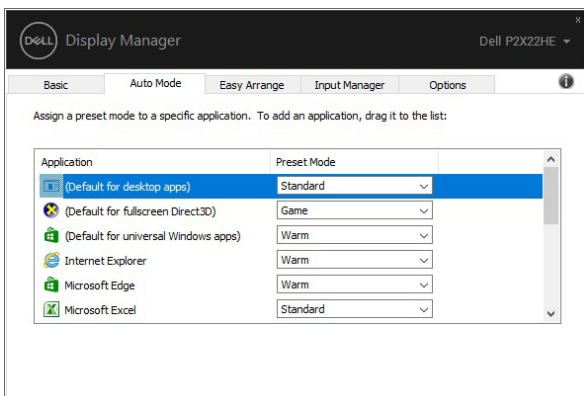 x
DELL Display Manager Dell P2X22HE
Basic Auto Mode Easy Arrange Input Manager Options i
Assign a preset mode to a specific application. To add an application, drag it to the list:
Application Preset Mode
(Default for desktop apps) Standard
(Default for fullscreen Direct3D) Game
(Default for universal Windows apps) Warm
Internet Explorer Warm
Microsoft Edge Warm
Microsoft Excel Standard